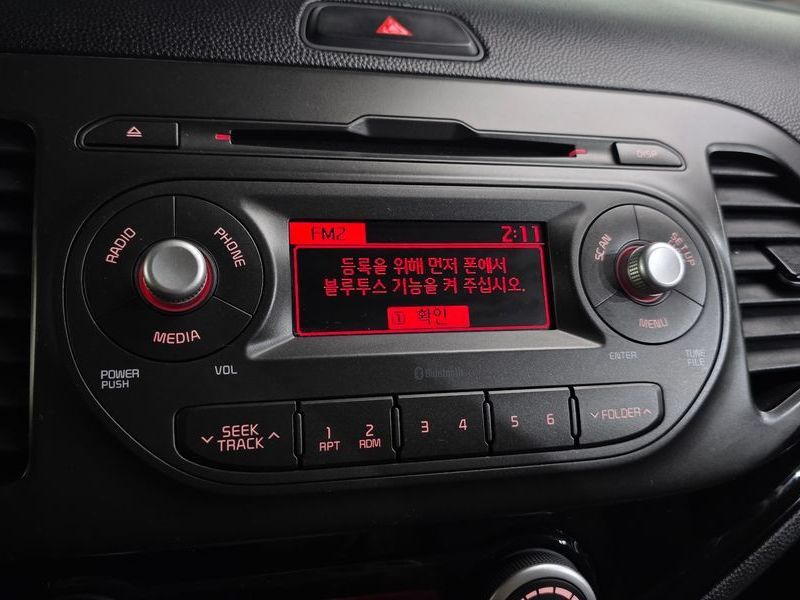 DISP
RADIO
PHONE
MEDIA
POWER
PUSH
VOL
FM2 2:11
등록을 위해 먼저 폰에서
블루투스 기능을 켜 주십시오.
1 확인
SCAN
SETUP
MENU
ENTER
TUNE
FILE
Bluetooth
SEEK
TRACK
1 2
RPT RDM
3 4
5 6
FOLDER